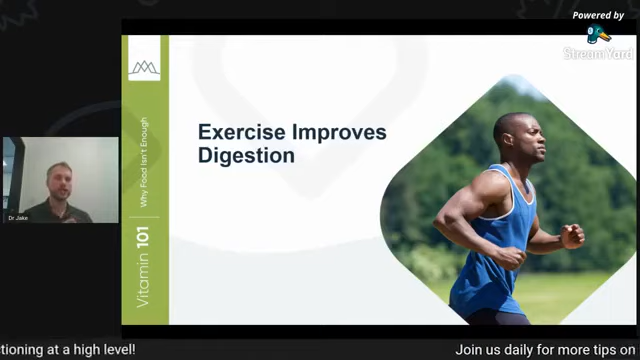 Powered by
StreamYard
Exercise Improves
Digestion
Why Food Isn't Enough
Vitamin 101
Dr Jake
tioning at a high level!
Join us daily for more tips on